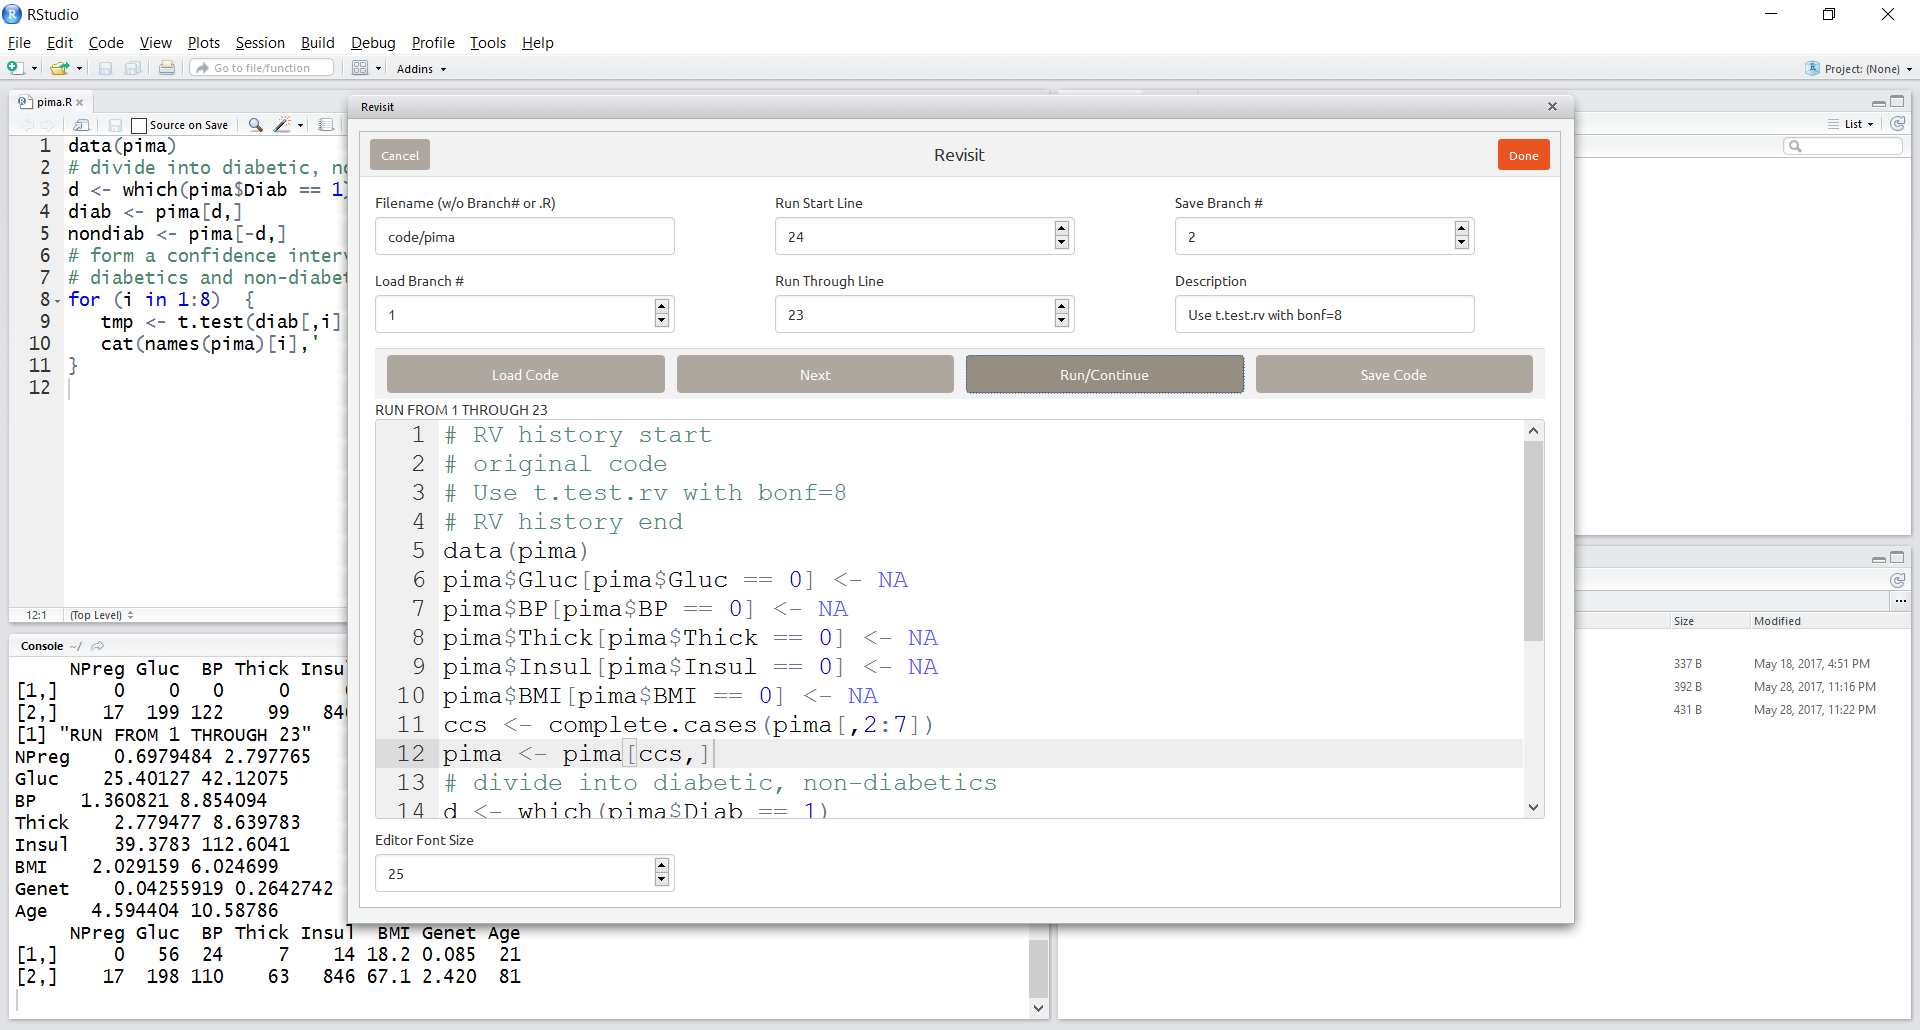 RStudio
File Edit Code View Plots Session Build Debug Profile Tools Help
Go to file/function Addins Project: (None)
pima.R
Source on Save
1 data(pima)
2 # divide into diabetic,
3 d <- which(pima$Diab == 1
4 diab <- pima[d,]
5 nondiab <- pima[-d,]
6 # form a confidence
7 # diabetics and
8 for (i in 1:8) {
9 tmp <- t.test(diab[,i]
10 cat(names(pima)[i],'
11 }
12
12:1 (Top Level)
Console ~/
NPreg Gluc BP Thick Insul
[1,] 0 0 0 0
[2,] 17 199 122 99 846
[1] "RUN FROM 1 THROUGH 23"
NPreg 0.6979484 2.797765
Gluc 25.40127 42.12075
BP 1.360821 8.854094
Thick 2.779477 8.639783
Insul 39.3783 112.6041
BMI 2.029159 6.024699
Genet 0.04255919 0.2642742
Age 4.594404 10.58786
NPreg Gluc BP Thick Insul BMI Genet Age
[1,] 0 56 24 7 14 18.2 0.085 21
[2,] 17 198 110 63 846 67.1 2.420 81
Revisit
Cancel Revisit Done
Filename (w/o Branch# or .R) Run Start Line Save Branch #
code/pima 24 2
Load Branch # Run Through Line Description
1 23 Use t.test.rv with bonf=8
Load Code Next Run/Continue Save Code
RUN FROM 1 THROUGH 23
1 # RV history start
2 # original code
3 # Use t.test.rv with bonf=8
4 # RV history end
5 data(pima)
6 pima$Gluc[pima$Gluc == 0] <- NA
7 pima$BP[pima$BP == 0] <- NA
8 pima$Thick[pima$Thick == 0] <- NA
9 pima$Insul[pima$Insul == 0] <- NA
10 pima$BMI[pima$BMI == 0] <- NA
11 ccs <- complete.cases(pima[,2:7])
12 pima <- pima[ccs,]
13 # divide into diabetic, non-diabetics
14 d <- which(pima$Diab == 1)
Editor Font Size
25
List
Size Modified
337 B May 18, 2017, 4:51 PM
392 B May 28, 2017, 11:16 PM
431 B May 28, 2017, 11:22 PM